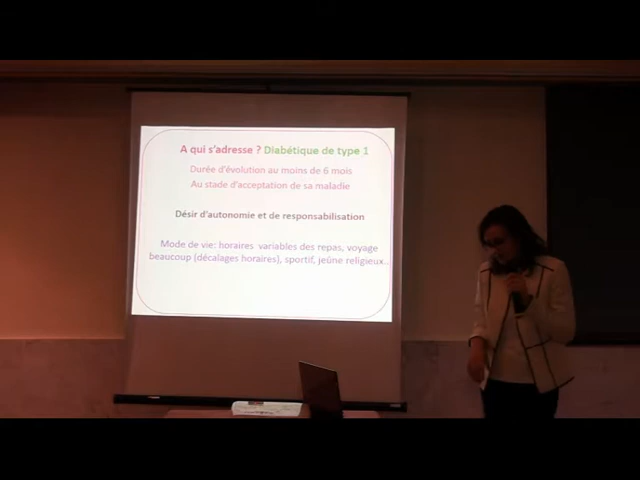 A qui s'adresse ? Diabétique de type 1
Durée d'évolution au moins de 6 mois
Au stade d'acceptation de sa maladie
Désir d'autonomie et de responsabilisation
Mode de vie: horaires variables des repas, voyage
beaucoup (décalages horaires), sportif, jeûne religieux..